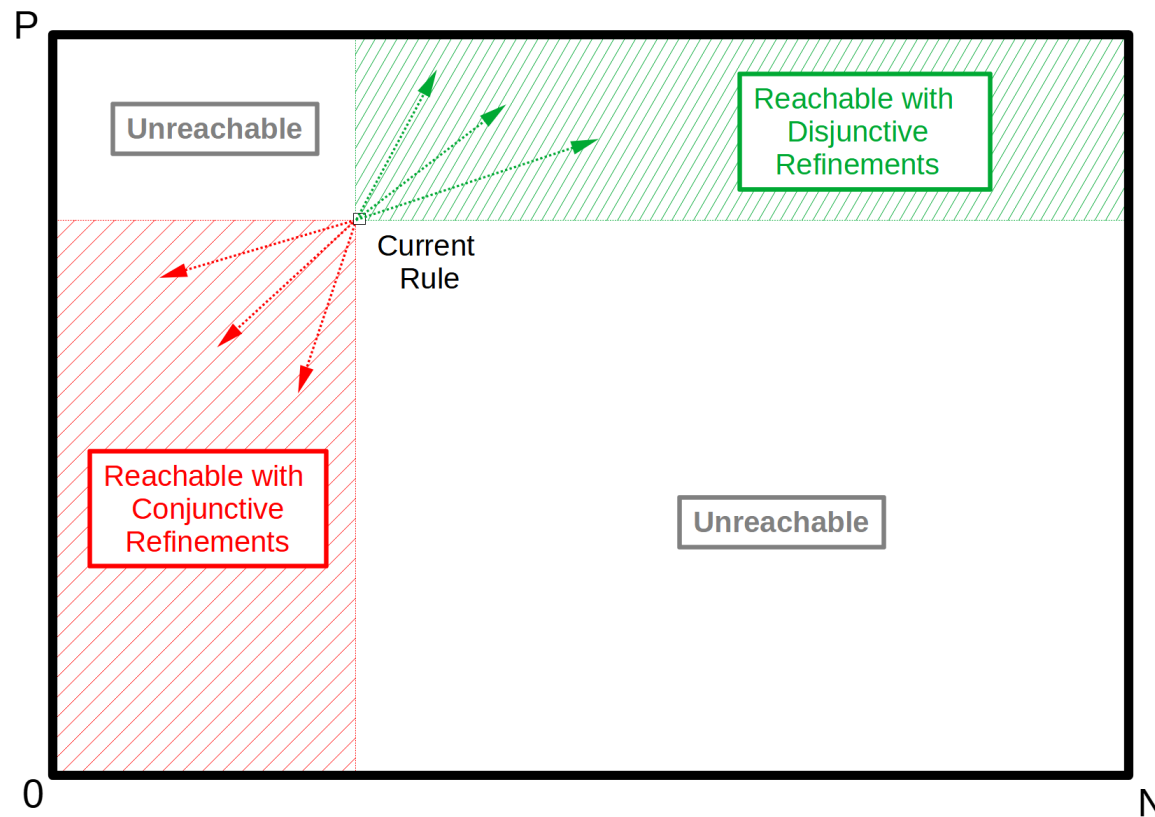 P
Unreachable
Reachable with
Disjunctive
Refinements
Current
Rule
Reachable with
Conjunctive
Refinements
Unreachable
0
N